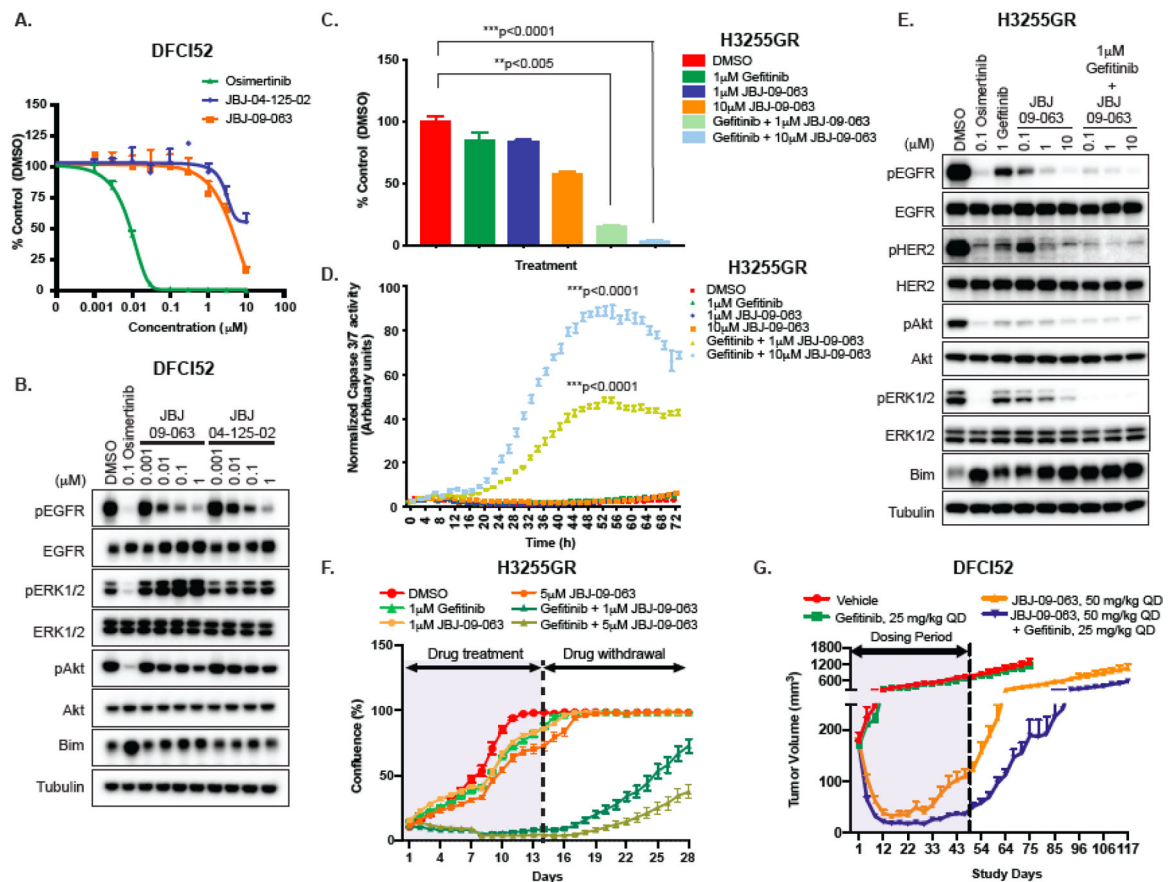 A.
DFCI52
Osimertinib
JBJ-04-125-02
JBJ-09-063
% Control (DMSO)
125
100
75
50
25
0
0.001 0.01 0.1 1 10 100
Concentration (μM)
B.
DFCI52
DMSO
0.1 Osimertinib
JBJ
09-063
0.001
0.01
0.1
1
JBJ
04-125-02
0.001
0.01
0.1
1
(μM)
pEGFR
EGFR
pERK1/2
ERK1/2
pAkt
Akt
Bim
Tubulin
C.
***p<0.0001
**p<0.005
% Control (DMSO)
150
100
50
0
Treatment
H3255GR
DMSO
1μM Gefitinib
1μM JBJ-09-063
10μM JBJ-09-063
Gefitinib + 1μM JBJ-09-063
Gefitinib + 10μM JBJ-09-063
D.
H3255GR
***p<0.0001
***p<0.0001
DMSO
1μM Gefitinib
1μM JBJ-09-063
10μM JBJ-09-063
Gefitinib + 1μM JBJ-09-063
Gefitinib + 10μM JBJ-09-063
Normalized Capase 3/7 activity
(Arbituary units)
100
80
60
40
20
0
0 4 8 12 16 20 24 28 32 36 40 44 48 52 56 60 64 68 72
Time (h)
E.
H3255GR
DMSO
0.1 Osimertinib
1 Gefitinib
JBJ
09-063
0.1
1
10
1μM
Gefitinib
+
JBJ
09-063
0.1
1
10
(μM)
pEGFR
EGFR
pHER2
HER2
pAkt
Akt
pERK1/2
ERK1/2
Bim
Tubulin
F.
H3255GR
DMSO
1μM Gefitinib
1μM JBJ-09-063
5μM JBJ-09-063
Gefitinib + 1μM JBJ-09-063
Gefitinib + 5μM JBJ-09-063
Drug treatment
Drug withdrawal
Confluence (%)
100
50
0
1 4 7 10 13 16 19 22 25 28
Days
G.
DFCI52
Vehicle
Gefitinib, 25 mg/kg QD
JBJ-09-063, 50 mg/kg QD
JBJ-09-063, 50 mg/kg QD
+ Gefitinib, 25 mg/kg QD
Dosing Period
Tumor Volume (mm³)
1800
1200
600
200
100
0
1 12 22 33 43 54 64 75 85 96 106 117
Study Days